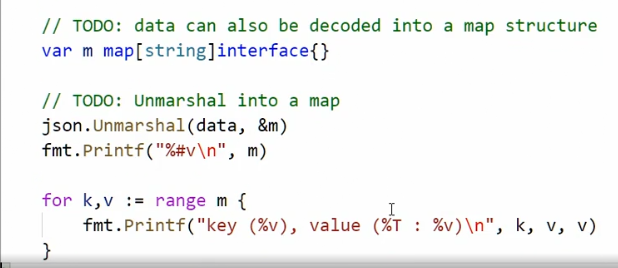 // TODO: data can also be decoded into a map structure
var m map[string]interface{}
// TODO: Unmarshal into a map
json.Unmarshal(data, &m)
fmt.Printf("%#v\n", m)
for k,v := range m {
fmt.Printf("key (%v), value (%T : %v)\n", k, v, v)
}